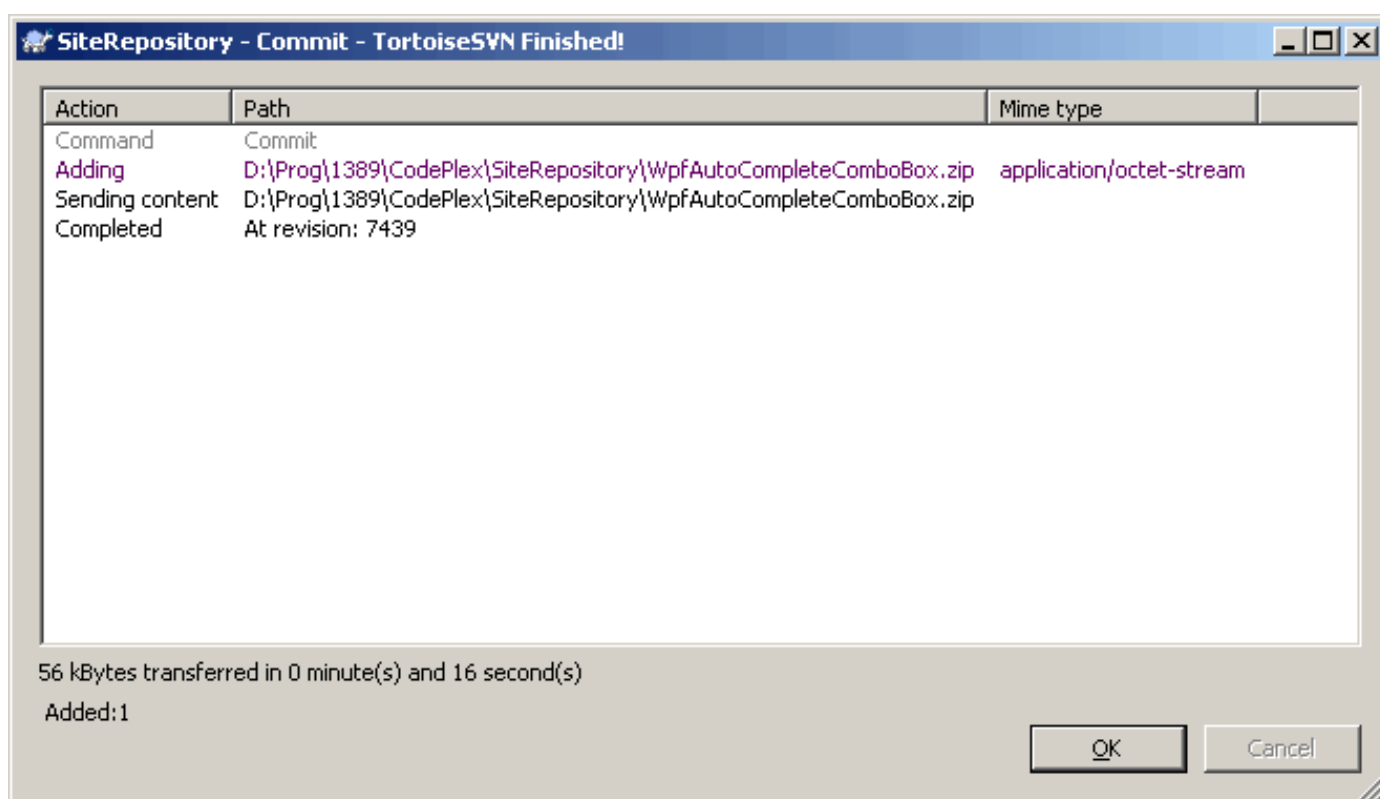 SiteRepository - Commit - TortoiseSVN Finished!
Action Path Mime type
Command Commit
Adding D:\Prog\1389\CodePlex\SiteRepository\WpfAutoCompleteComboBox.zip application/octet-stream
Sending content D:\Prog\1389\CodePlex\SiteRepository\WpfAutoCompleteComboBox.zip
Completed At revision: 7439
56 kBytes transferred in 0 minute(s) and 16 second(s)
Added:1
OK Cancel